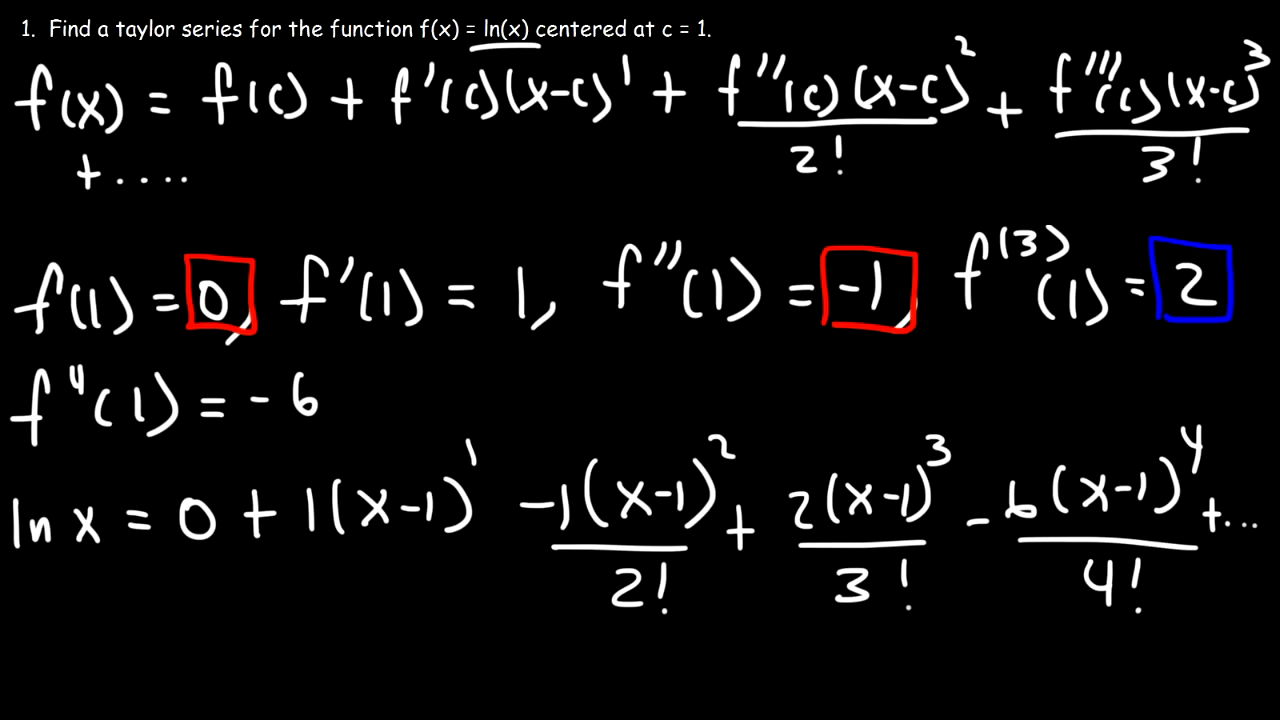 1. Find a taylor series for the function f(x) = ln(x) centered at c = 1.
f(x) = f(c) + f'(c)(x-c)^1 + f''(c)(x-c)^2/2! + f'''(c)(x-c)^3/3!
+ ....
f(1) = 0, f'(1) = 1, f''(1) = -1, f^(3)(1) = 2
f^4(1) = -6
ln x = 0 + 1(x-1)^1 -1(x-1)^2/2! + 2(x-1)^3/3! - 6(x-1)^4/4! + ...